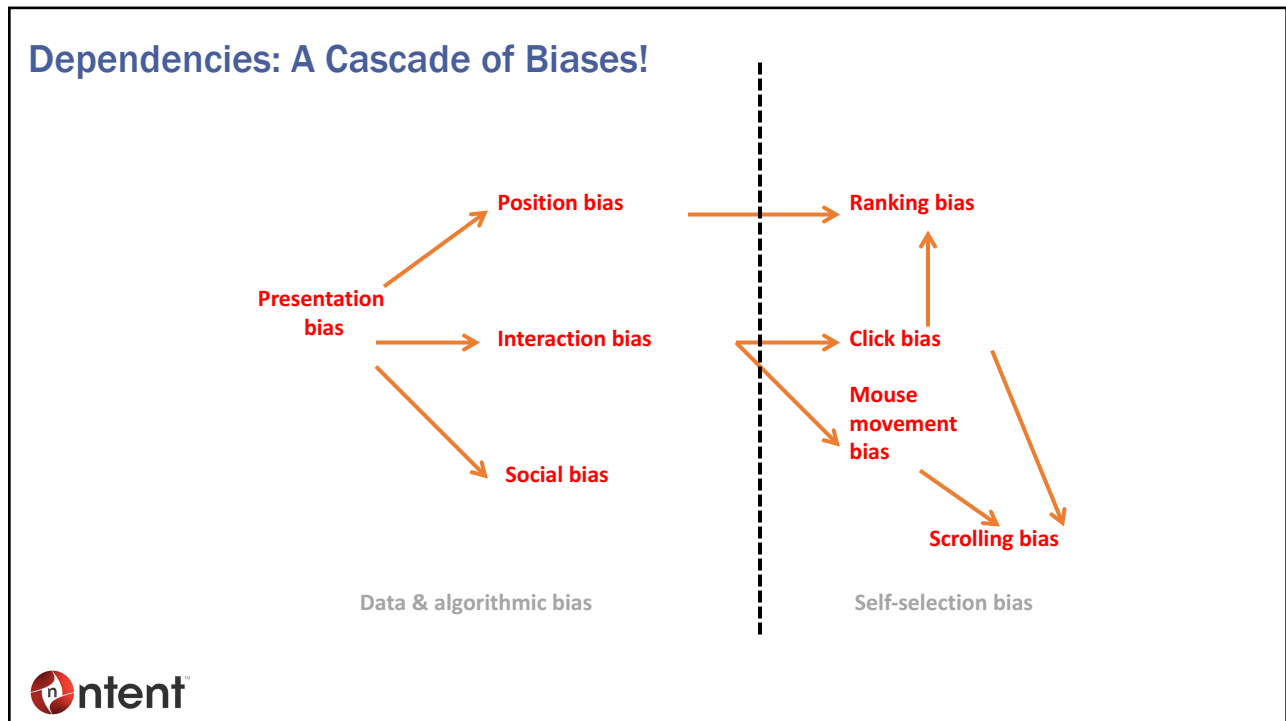 Dependencies: A Cascade of Biases!
Position bias
Ranking bias
Presentation
bias
Interaction bias
Click bias
Mouse
movement
bias
Social bias
Scrolling bias
Data & algorithmic bias
Self-selection bias
n
ntent™